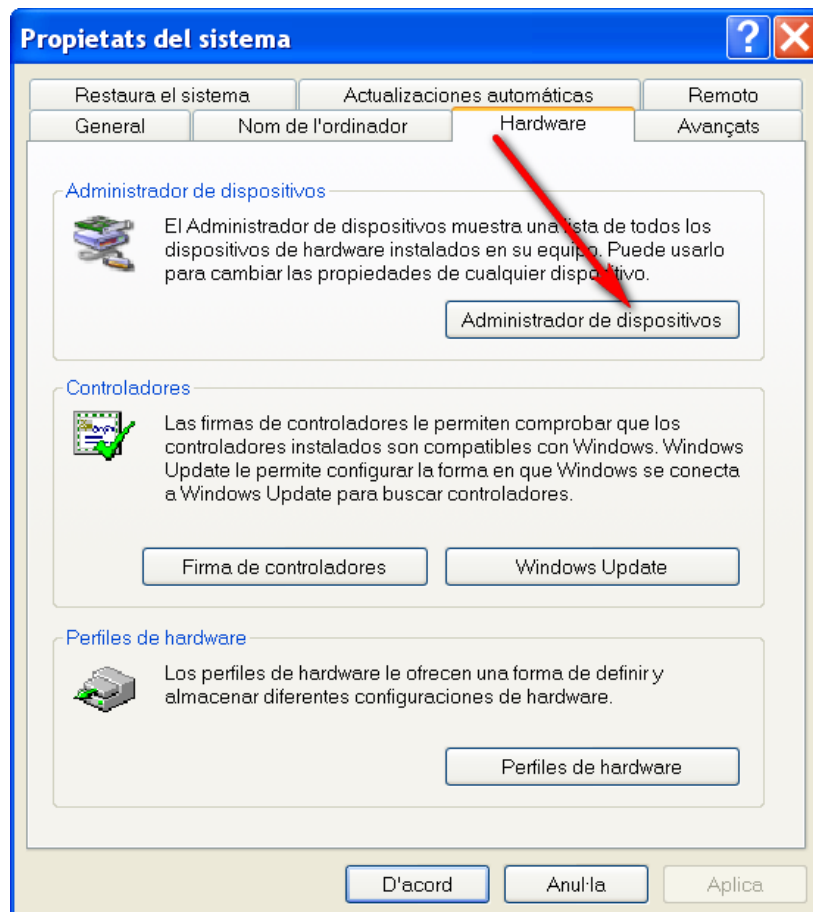 Propietats del sistema
Restaura el sistema
Actualizaciones automáticas
Remoto
General
Nom de l'ordinador
Hardware
Avançats
Administrador de dispositivos
El Administrador de dispositivos muestra una lista de todos los
dispositivos de hardware instalados en su equipo. Puede usarlo
para cambiar las propiedades de cualquier dispositivo.
Administrador de dispositivos
Controladores
Las firmas de controladores le permiten comprobar que los
controladores instalados son compatibles con Windows. Windows
Update le permite configurar la forma en que Windows se conecta
a Windows Update para buscar controladores.
Firma de controladores
Windows Update
Perfiles de hardware
Los perfiles de hardware le ofrecen una forma de definir y
almacenar diferentes configuraciones de hardware.
Perfiles de hardware
D'acord
Anul·la
Aplica